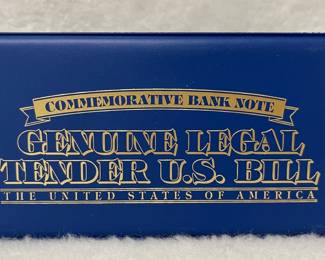 COMMEMORATIVE BANK NOTE
GENUINE LEGAL
TENDER U.S. BILL
THE UNITED STATES OF AMERICA